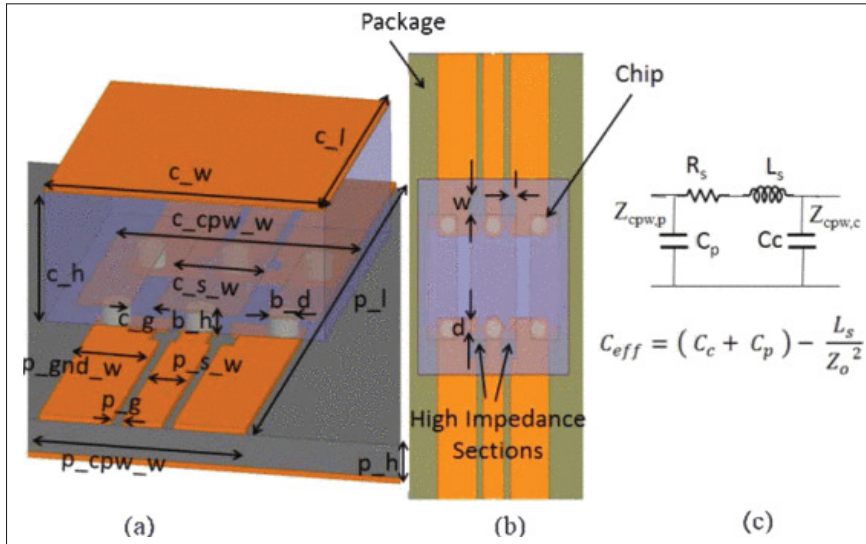 Package
Chip
c_l
c_w
c_cpw_w
c_h
c_s_w
p_l
c_g
b_h
b_d
p_gnd_w
p_s_w
p_g
p_cpw_w
p_h
w
l
d
High Impedance
Sections
R_s
L_s
Z_cpw,p
Z_cpw,c
C_p
Cc
C_eff = ( C_c + C_p ) − L_s / Z_o^2
(a)
(b)
(c)